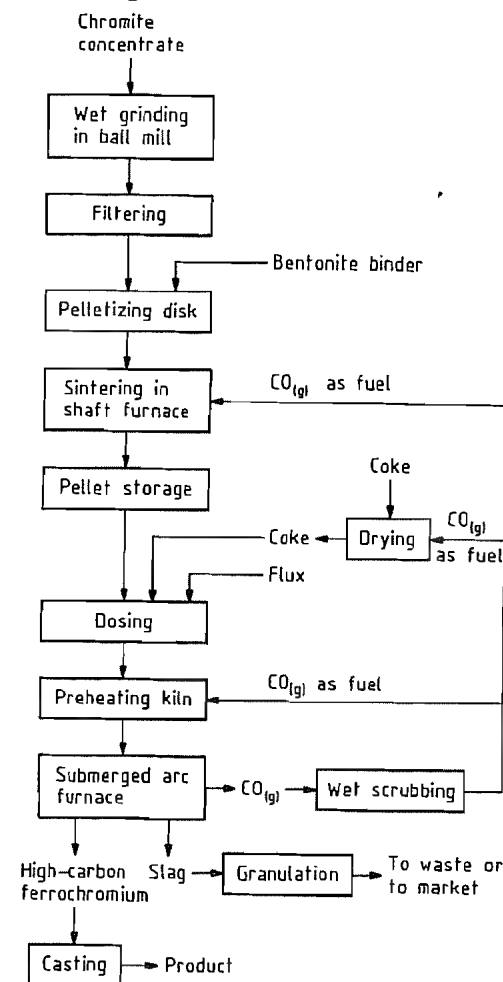 Chromite
concentrate
Wet grinding
in ball mill
Filtering
Bentonite binder
Pelletizing disk
Sintering in
shaft furnace
CO(g) as fuel
Pellet storage
Coke
Coke
Drying
CO(g)
as fuel
Flux
Dosing
Preheating kiln
CO(g) as fuel
Submerged arc
furnace
CO(g)
Wet scrubbing
High-carbon
ferrochromium
Slag
Granulation
To waste or
to market
Casting
Product